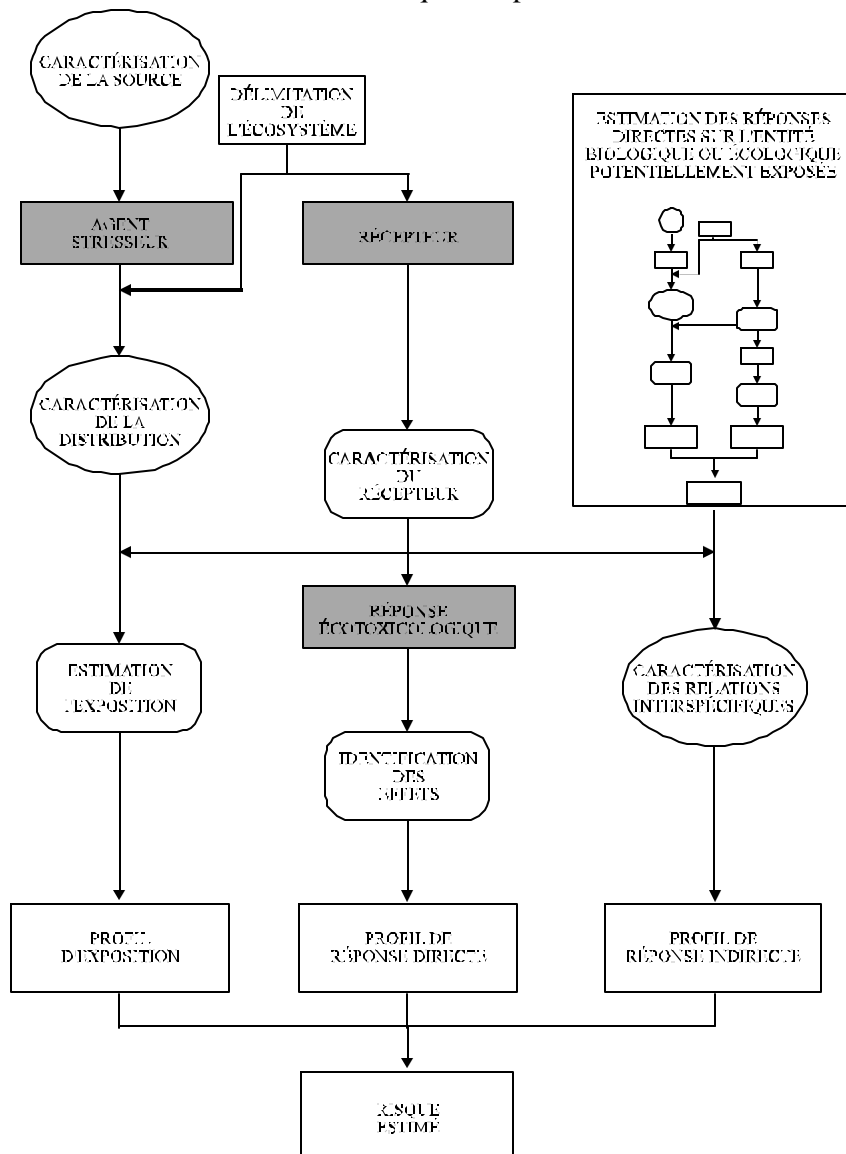 CARACTÉRISATION
DE LA SOURCE
DÉLIMITATION
DE
L'ÉCOSYSTÈME
ESTIMATION DES RÉPONSES
DIRECTES SUR L'ENTITÉ
BIOLOGIQUE OU ÉCOLOGIQUE
POTENTIELLEMENT EXPOSÉE
AGENT
STRESSEUR
RÉCEPTEUR
CARACTÉRISATION
DE LA
DISTRIBUTION
CARACTÉRISATION
DU
RÉCEPTEUR
RÉPONSE
ÉCOTOXICOLOGIQUE
ESTIMATION
DE
L'EXPOSITION
CARACTÉRISATION
DES RELATIONS
INTERSPÉCIFIQUES
IDENTIFICATION
DES
EFFETS
PROFIL
D'EXPOSITION
PROFIL DE
RÉPONSE DIRECTE
PROFIL DE
RÉPONSE INDIRECTE
RISQUE
ESTIMÉ